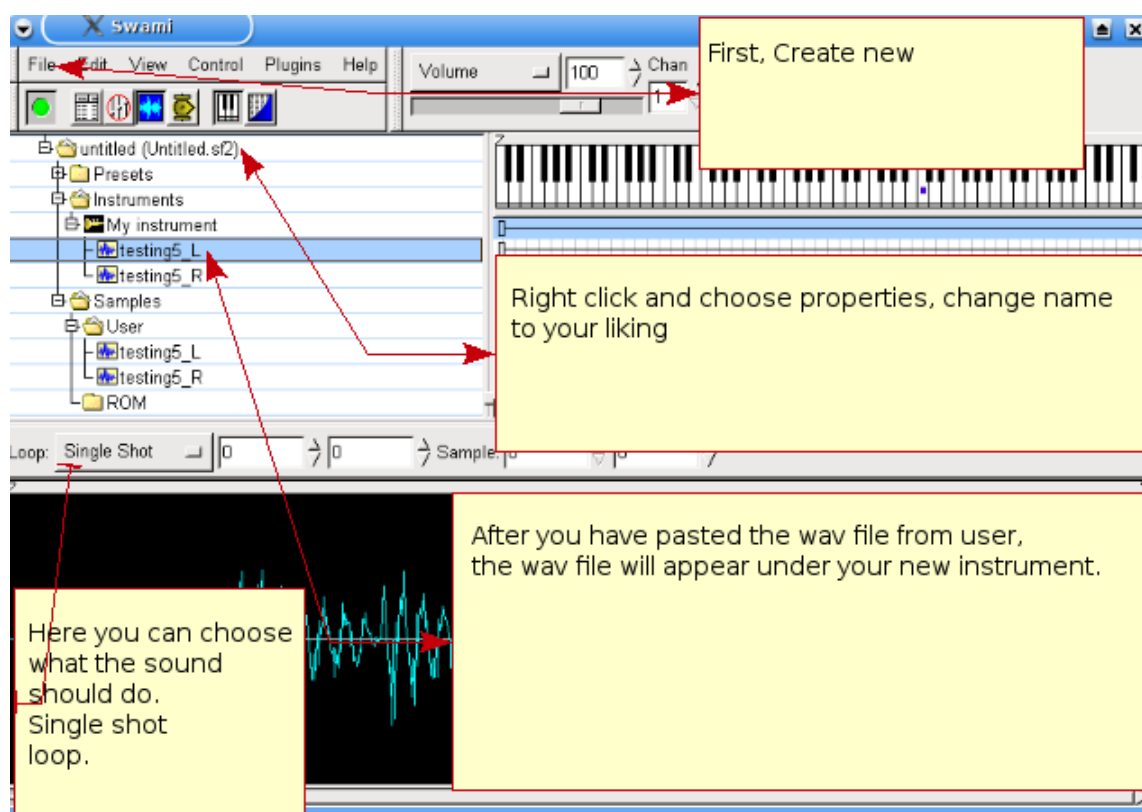 Swami
First, Create new
File Edit View Control Plugins Help
Volume 100 Chan
1
untitled (Untitled.sf2)
Presets
Instruments
My instrument
testing5_L
testing5_R
Samples
User
testing5_L
testing5_R
ROM
Right click and choose properties, change name
to your liking
Loop: Single Shot 0 0 Sample: 0 0
After you have pasted the wav file from user,
the wav file will appear under your new instrument.
Here you can choose
what the sound
should do.
Single shot
loop.